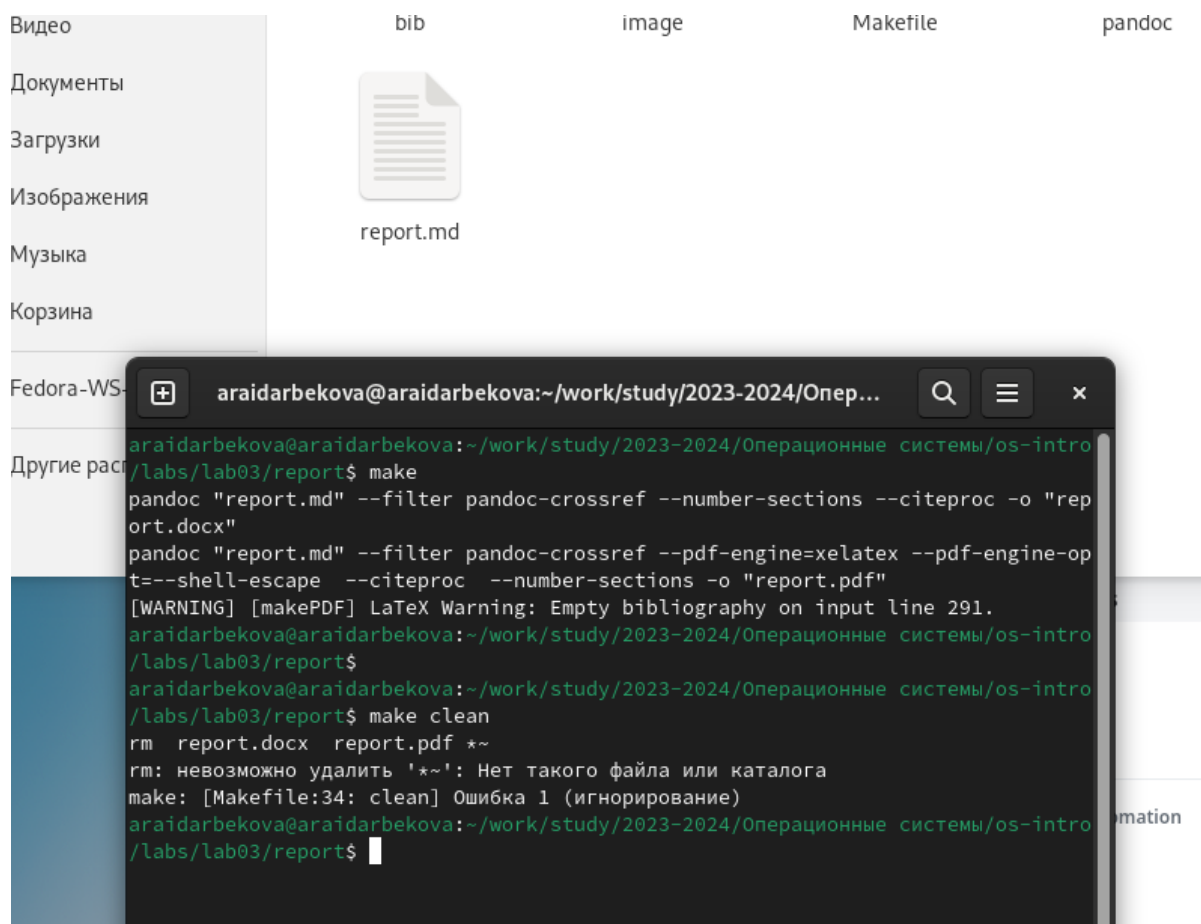 Видео
bib
image
Makefile
pandoc
Документы
Загрузки
Изображения
Музыка
Корзина
report.md
Fedora-WS-
Другие расп
araidarbekova@araidarbekova:~/work/study/2023-2024/Опер...
araidarbekova@araidarbekova:~/work/study/2023-2024/Операционные системы/os-intro
/labs/lab03/report$ make
pandoc "report.md" --filter pandoc-crossref --number-sections --citeproc -o "rep
ort.docx"
pandoc "report.md" --filter pandoc-crossref --pdf-engine=xelatex --pdf-engine-op
t=--shell-escape  --citeproc  --number-sections -o "report.pdf"
[WARNING] [makePDF] LaTeX Warning: Empty bibliography on input line 291.
araidarbekova@araidarbekova:~/work/study/2023-2024/Операционные системы/os-intro
/labs/lab03/report$
araidarbekova@araidarbekova:~/work/study/2023-2024/Операционные системы/os-intro
/labs/lab03/report$ make clean
rm  report.docx  report.pdf *~
rm: невозможно удалить '*~': Нет такого файла или каталога
make: [Makefile:34: clean] Ошибка 1 (игнорирование)
araidarbekova@araidarbekova:~/work/study/2023-2024/Операционные системы/os-intro
/labs/lab03/report$
mation